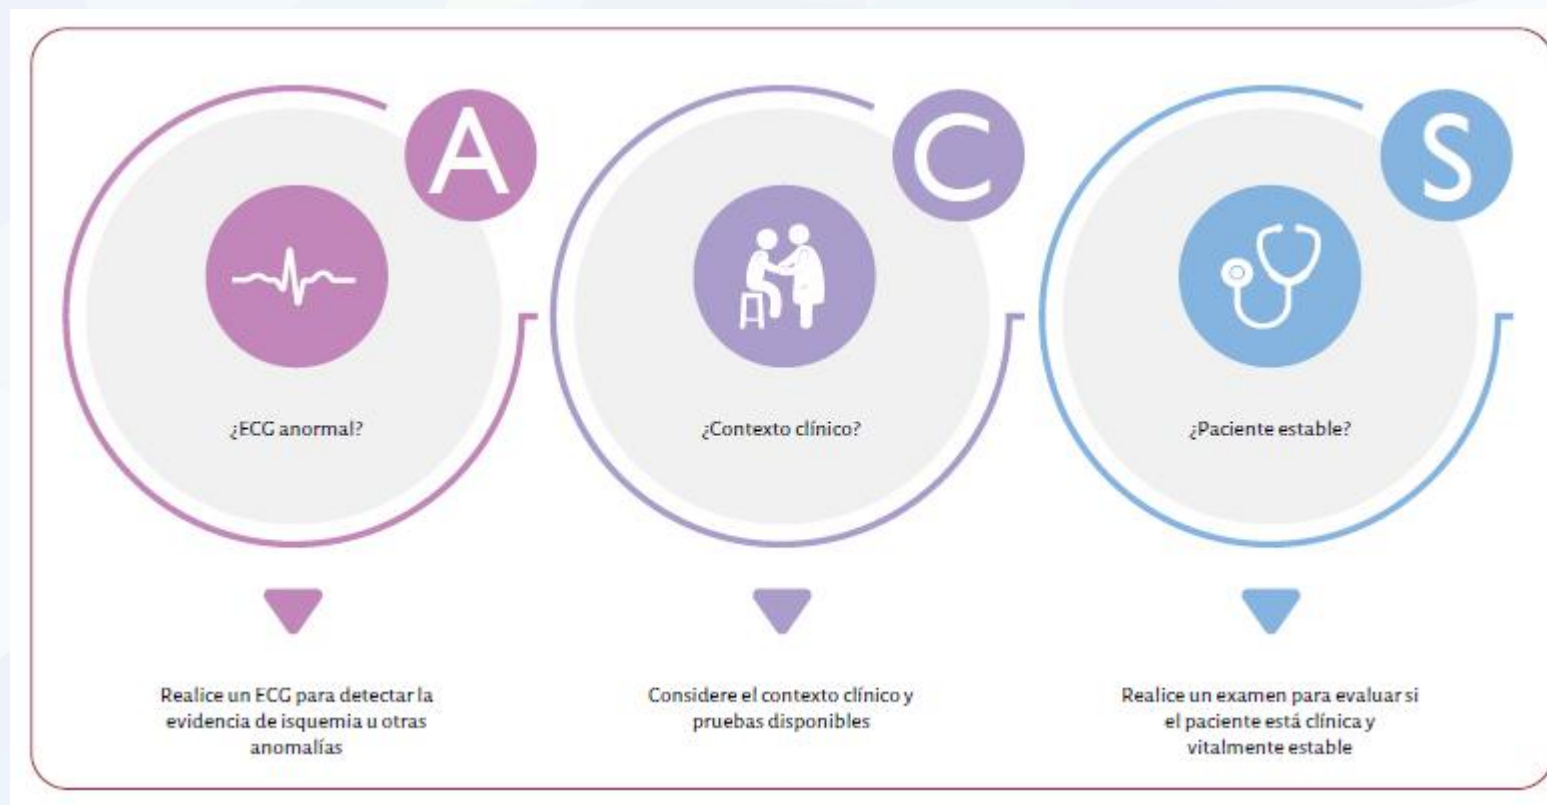 A
C
S
¿ECG anormal?
¿Contexto clínico?
¿Paciente estable?
Realice un ECG para detectar la
evidencia de isquemia u otras
anomalías
Considere el contexto clínico y
pruebas disponibles
Realice un examen para evaluar si
el paciente está clínica y
vitalmente estable